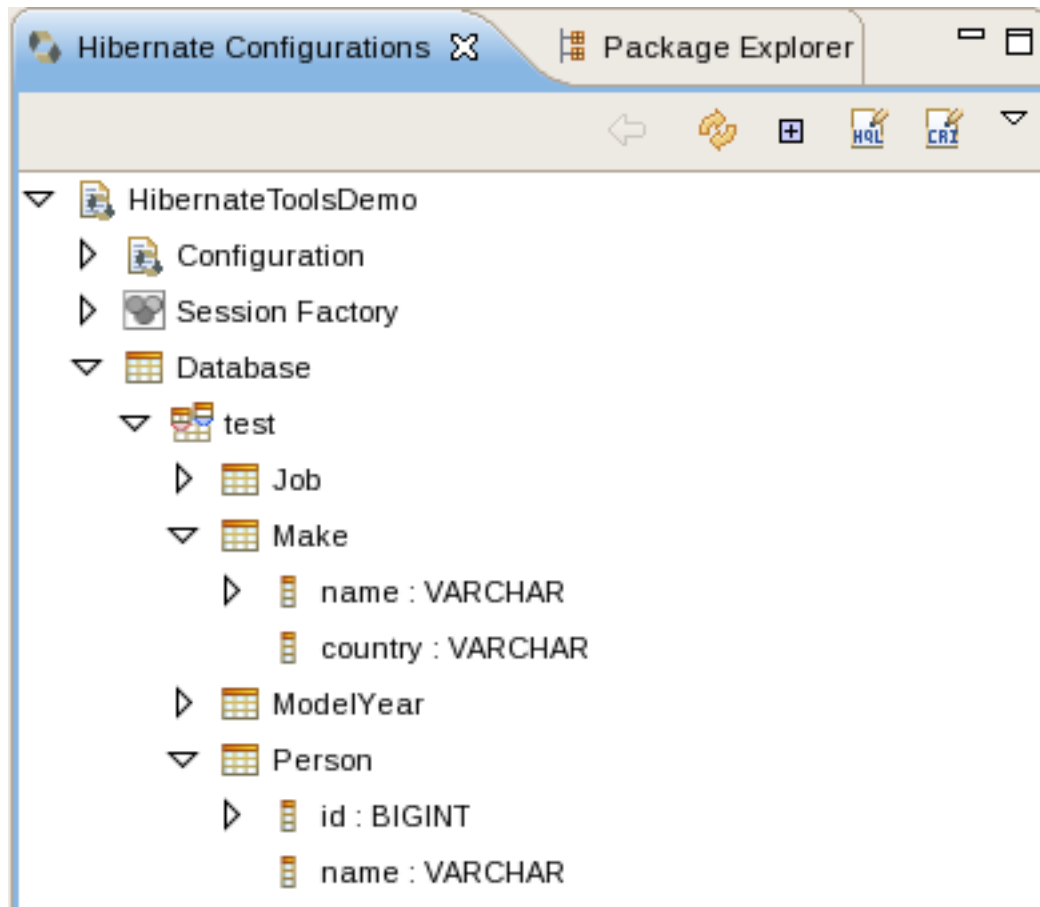 Hibernate Configurations Package Explorer
HQL CRI
HibernateToolsDemo
Configuration
Session Factory
Database
test
Job
Make
name : VARCHAR
country : VARCHAR
ModelYear
Person
id : BIGINT
name : VARCHAR